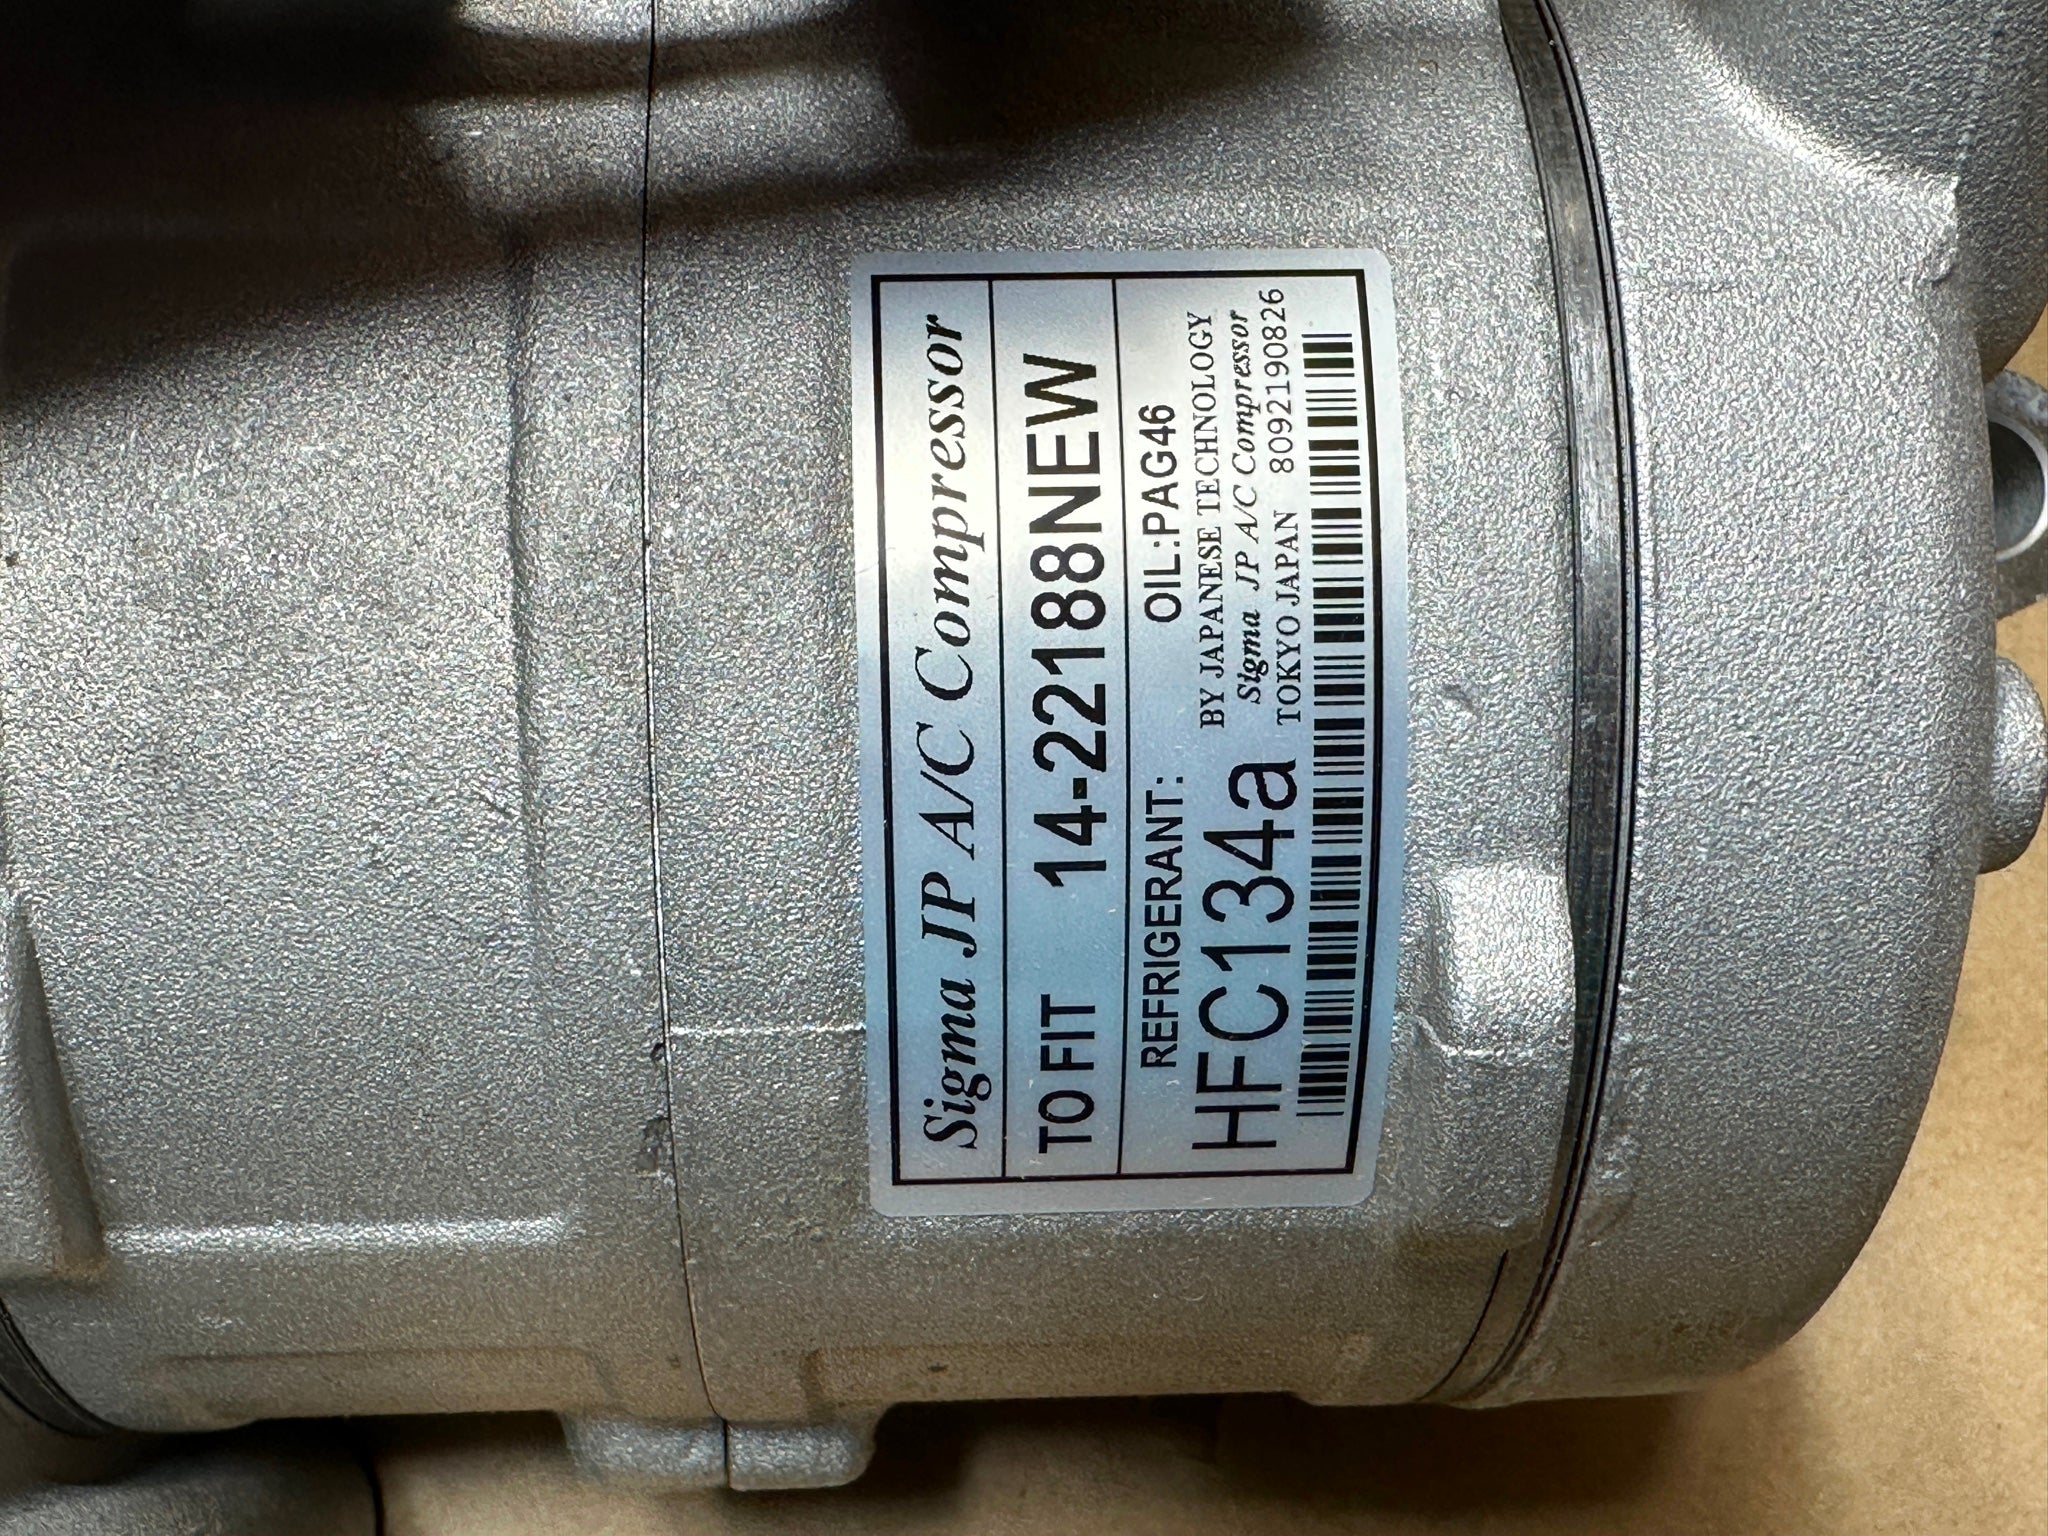 Sigma JP A/C Compressor
TO FIT 14-22188NEW
REFRIGERANT: OIL:PAG46
HFC134a
BY JAPANESE TECHNOLOGY
Sigma JP A/C Compressor
TOKYO JAPAN 8092190826